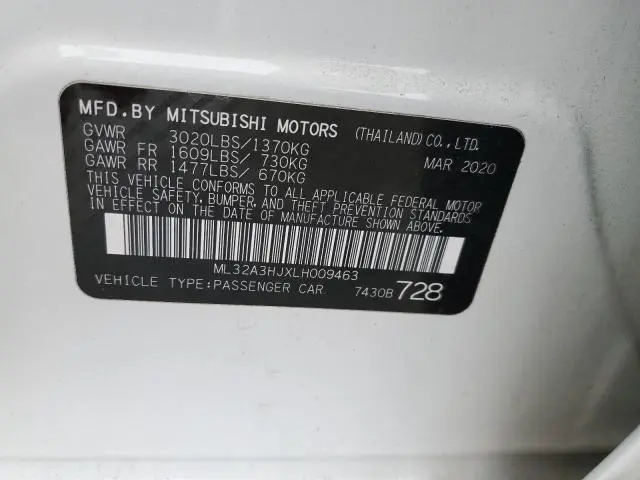 MFD.BY MITSUBISHI MOTORS (THAILAND)CO.,LTD.
GVWR 3020LBS/1370KG MAR 2020
GAWR FR 1609LBS/ 730KG
GAWR RR 1477LBS/ 670KG
THIS VEHICLE CONFORMS TO ALL APPLICABLE FEDERAL MOTOR
VEHICLE SAFETY, BUMPER, AND THEFT PREVENTION STANDARDS
IN EFFECT ON THE DATE OF MANUFACTURE SHOWN ABOVE.
ML32A3HJXLH009463
VEHICLE TYPE:PASSENGER CAR 7430B 728